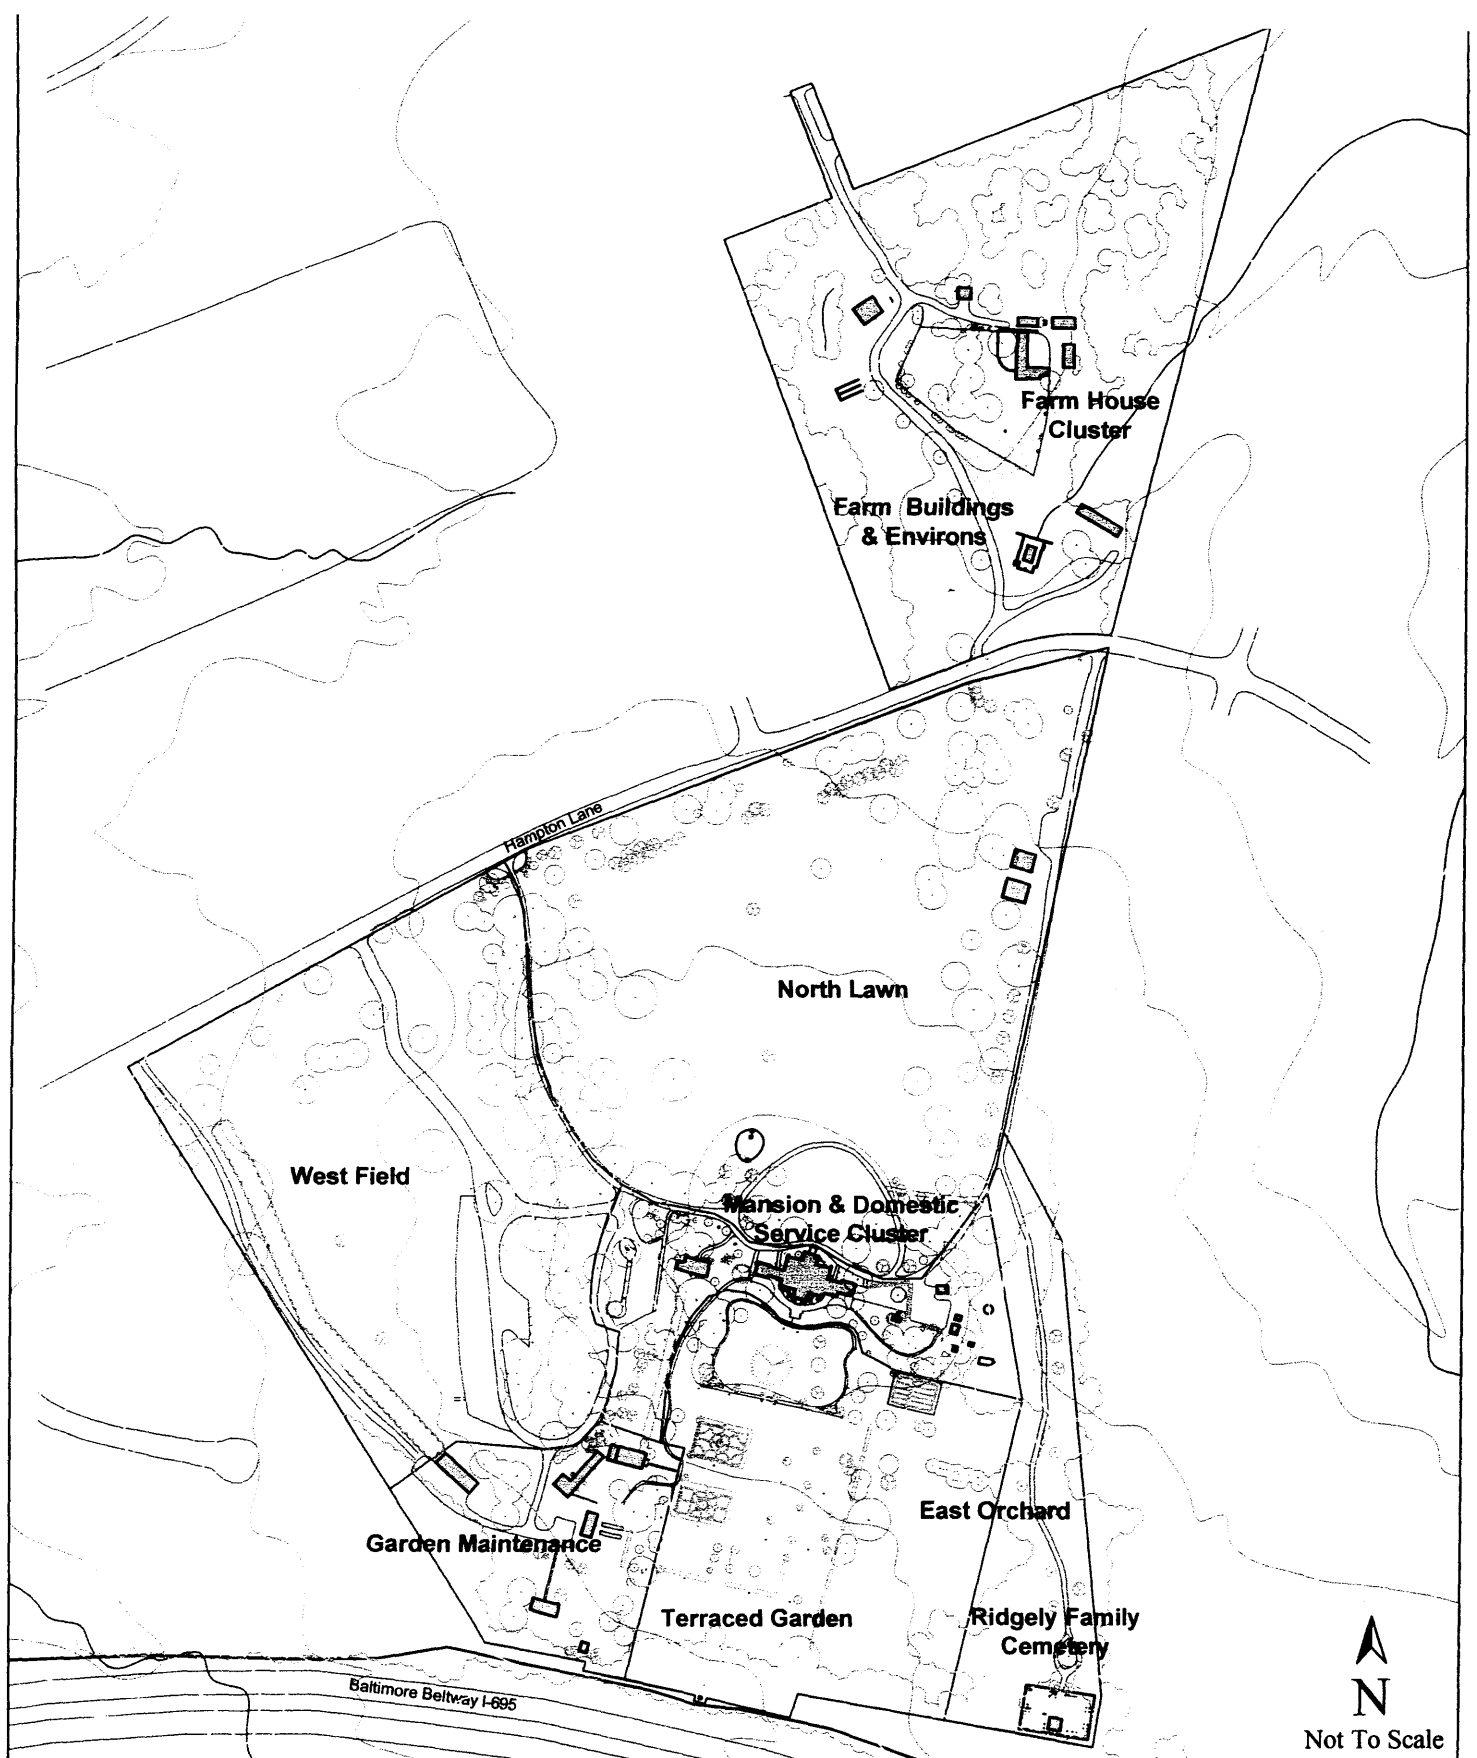 Farm House
Cluster
Farm Buildings
& Environs
Hampton Lane
North Lawn
West Field
Mansion & Domestic
Service Cluster
East Orchard
Garden Maintenance
Terraced Garden
Ridgely Family
Cemetery
Baltimore Beltway I-695
N
Not To Scale